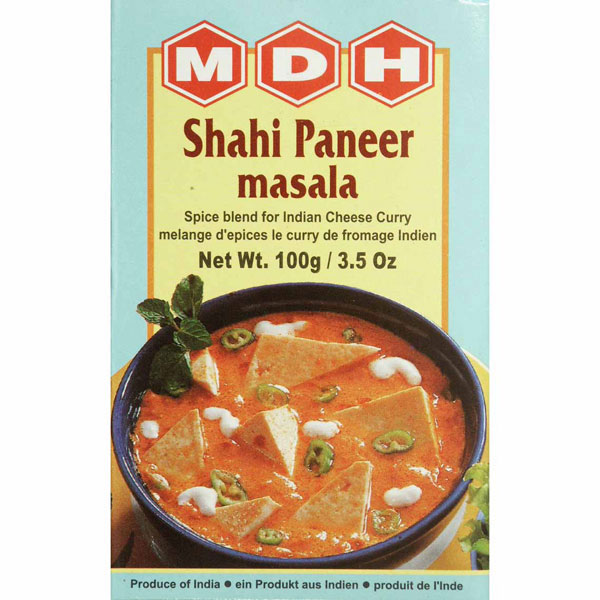 MDH
Shahi Paneer
masala
Spice blend for Indian Cheese Curry
melange d'epices le curry de fromage Indien
Net Wt. 100g / 3.5 Oz
Produce of India ● ein Produkt aus Indien ● produit de l'Inde